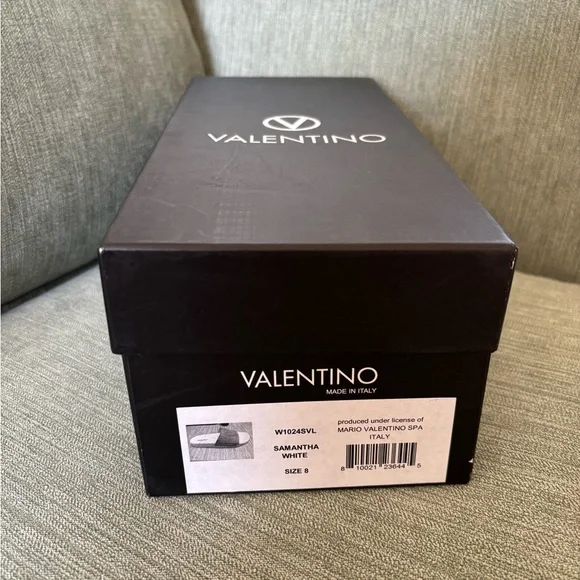 VALENTINO
VALENTINO
MADE IN ITALY
W1024SVL
SAMANTHA
WHITE
SIZE 8
produced under license of
MARIO VALENTINO SPA
ITALY
8 10021 23644 5